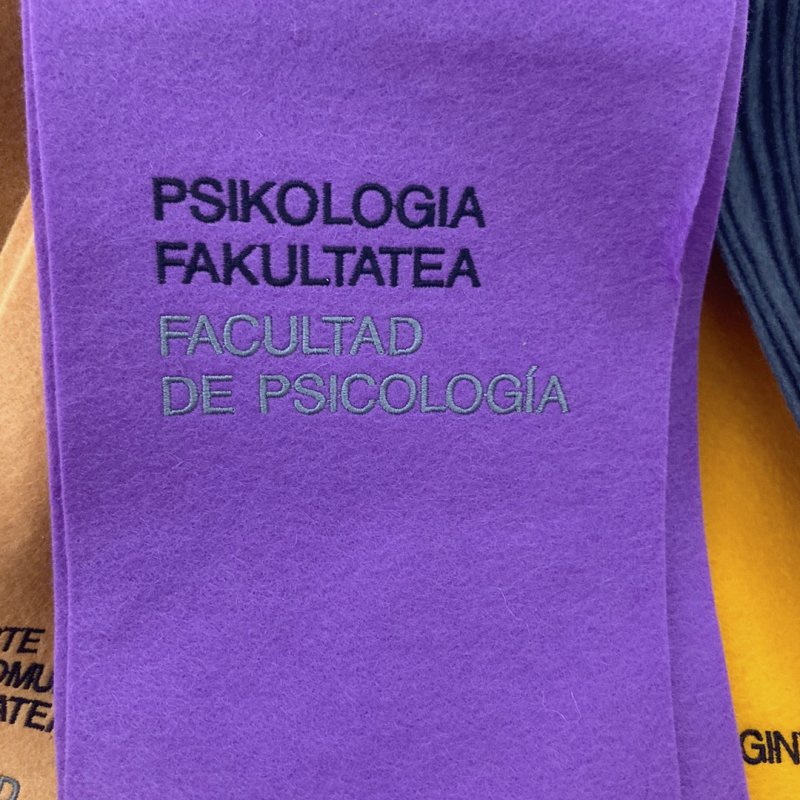 PSIKOLOGIA
FAKULTATEA
FACULTAD
DE PSICOLOGÍA